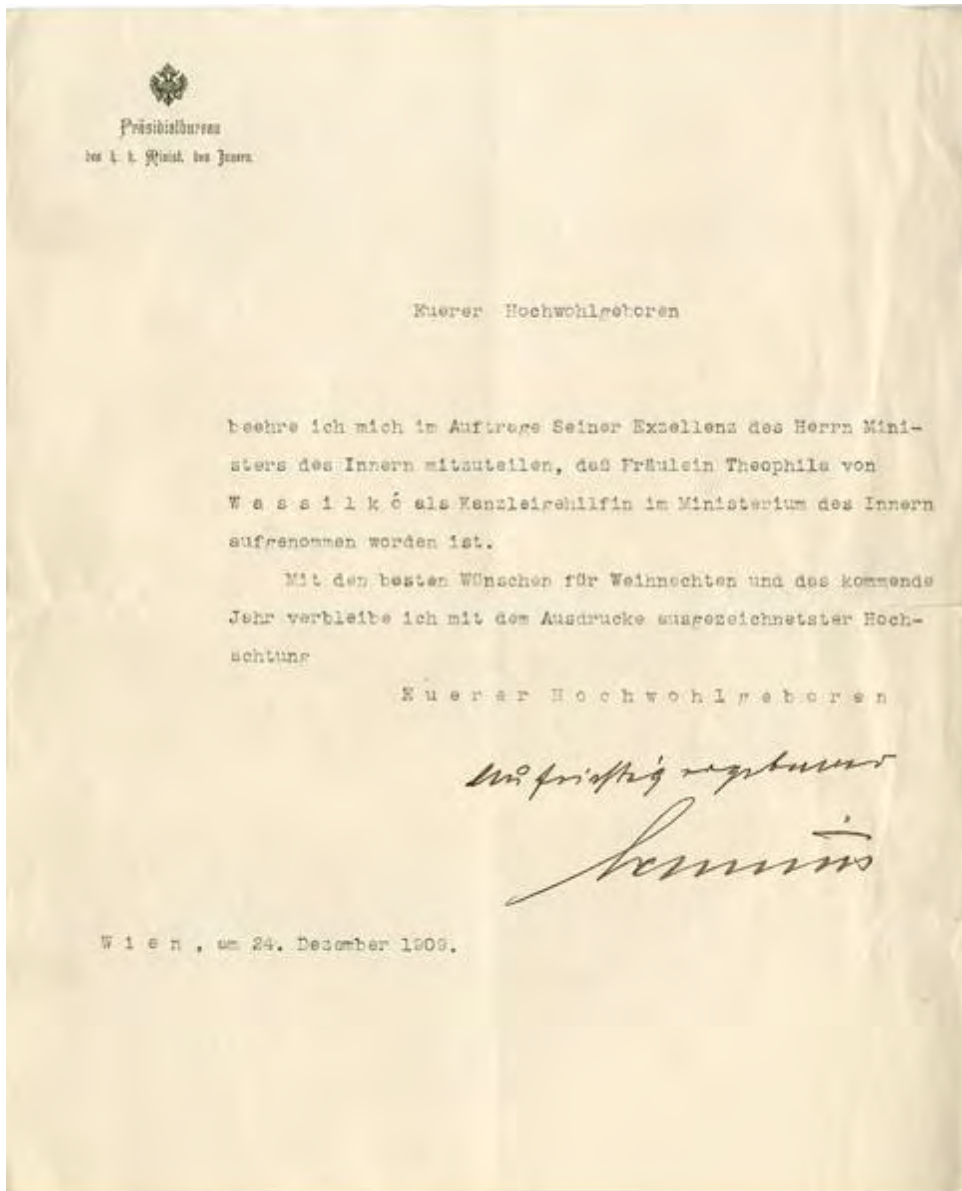 Präsidialbureau
des k. k. Minist. des Innern.
Euerer Hochwohlgeboren
beehre ich mich im Auftrage Seiner Exzellenz des Herrn Mini-
sters des Innern mitzuteilen, daß Fräulein Theophila von
W a s s i l k ó als Kanzleigehilfin im Ministerium des Innern
aufgenommen worden ist.
Mit den besten Wünschen für Weihnachten und das kommende
Jahr verbleibe ich mit dem Ausdrucke ausgezeichnetster Hoch-
achtung
E u e r e r H o c h w o h l g e b o r e n
aufrichtig ergebener
W i e n , am 24. Dezember 1909.